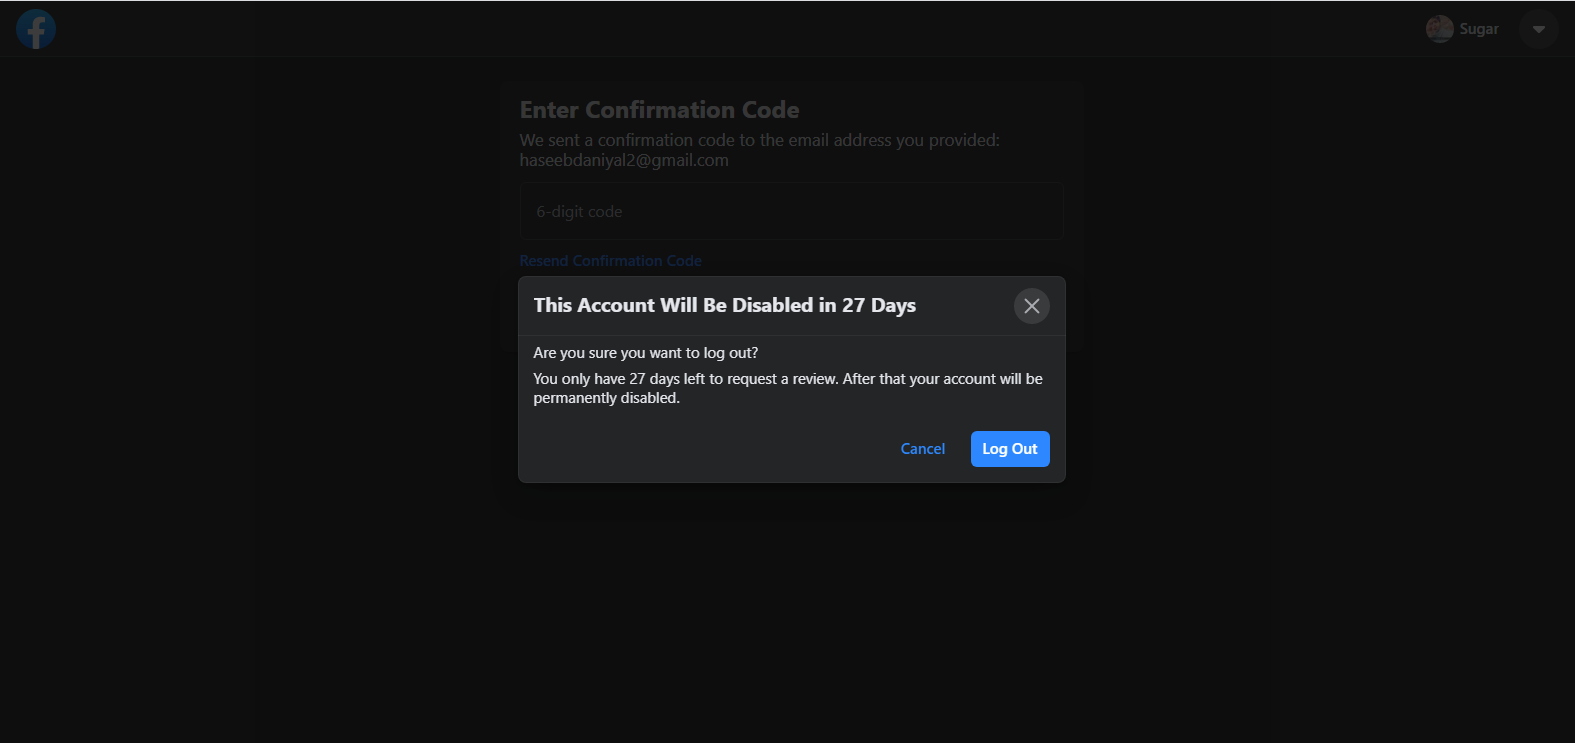 Sugar
Enter Confirmation Code
We sent a confirmation code to the email address you provided:
haseebdaniyal2@gmail.com
6-digit code
Resend Confirmation Code
This Account Will Be Disabled in 27 Days
Are you sure you want to log out?
You only have 27 days left to request a review. After that your account will be
permanently disabled.
Cancel
Log Out